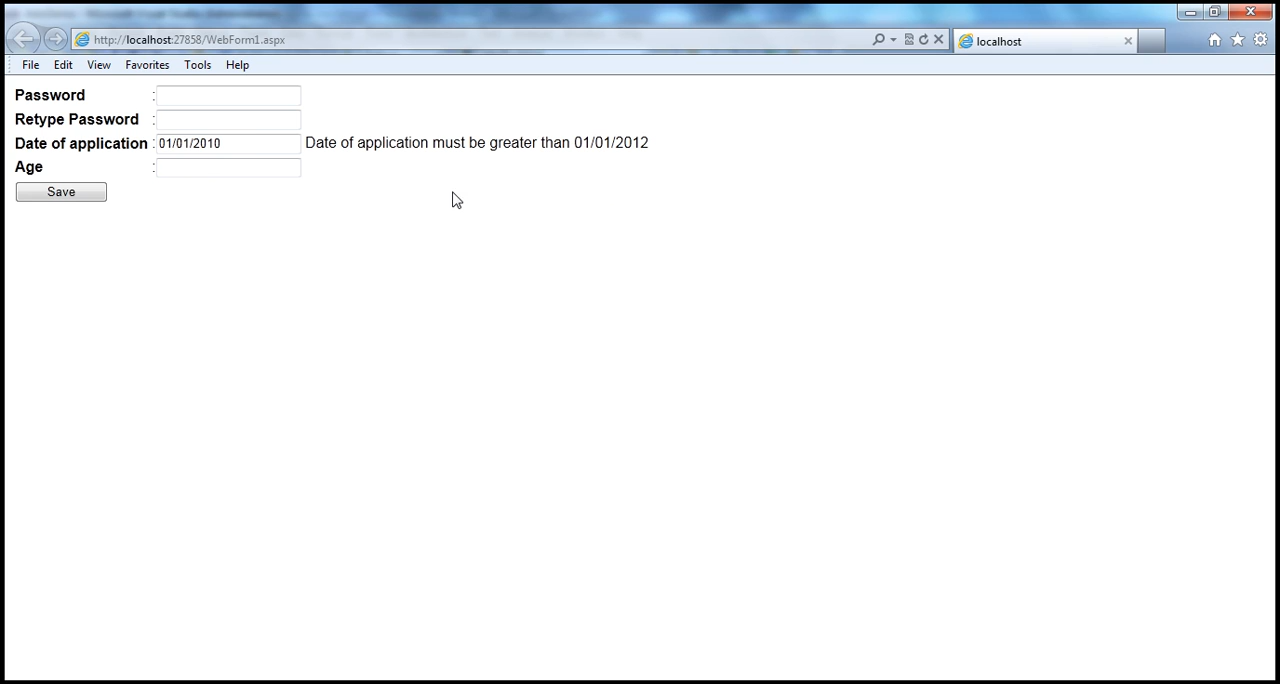 http://localhost:27858/WebForm1.aspx
localhost
File Edit View Favorites Tools Help
Password :
Retype Password :
Date of application : 01/01/2010 Date of application must be greater than 01/01/2012
Age :
Save